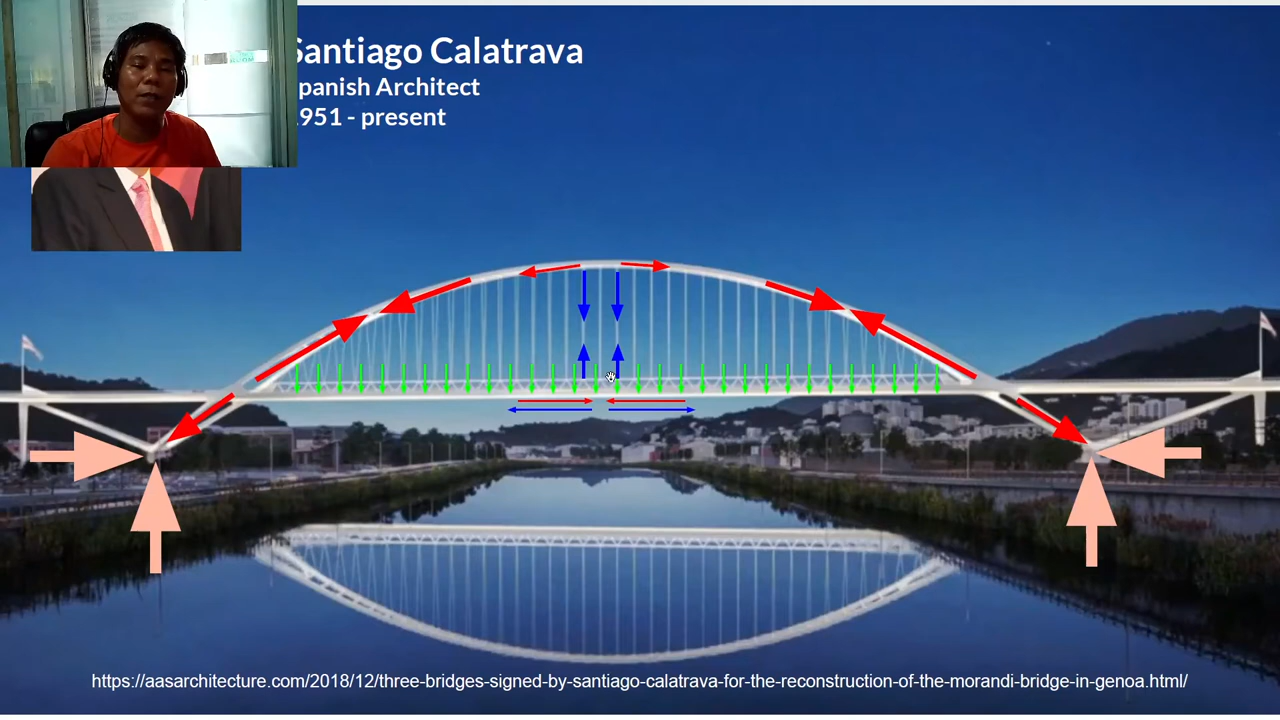 Santiago Calatrava
panish Architect
951 - present
https://aasarchitecture.com/2018/12/three-bridges-signed-by-santiago-calatrava-for-the-reconstruction-of-the-morandi-bridge-in-genoa.html/